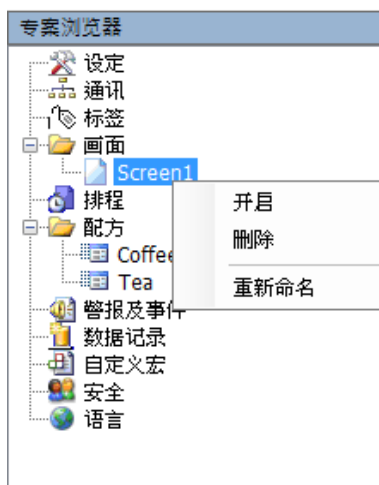 专案浏览器
设定
通讯
标签
画面
Screen1
开启
排程
删除
配方
Coffee
重新命名
Tea
警报及事件
数据记录
自定义宏
安全
语言